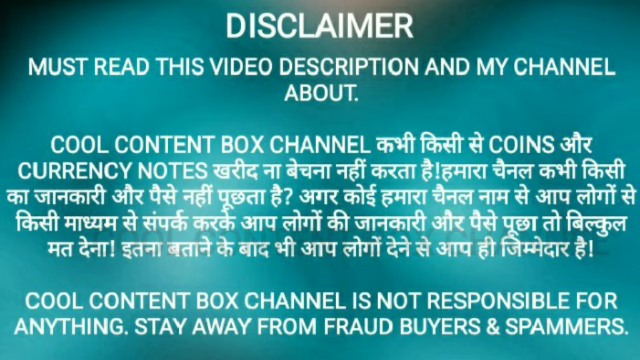 DISCLAIMER
MUST READ THIS VIDEO DESCRIPTION AND MY CHANNEL
ABOUT.
COOL CONTENT BOX CHANNEL कभी किसी से COINS और
CURRENCY NOTES खरीद ना बेचना नहीं करता है!हमारा चैनल कभी किसी
का जानकारी और पैसे नहीं पूछता है? अगर कोई हमारा चैनल नाम से आप लोगों से
किसी माध्यम से संपर्क करके आप लोगों की जानकारी और पैसे पूछा तो बिल्कुल
मत देना! इतना बताने के बाद भी आप लोगों देने से आप ही जिम्मेदार है!
COOL CONTENT BOX CHANNEL IS NOT RESPONSIBLE FOR
ANYTHING. STAY AWAY FROM FRAUD BUYERS & SPAMMERS.